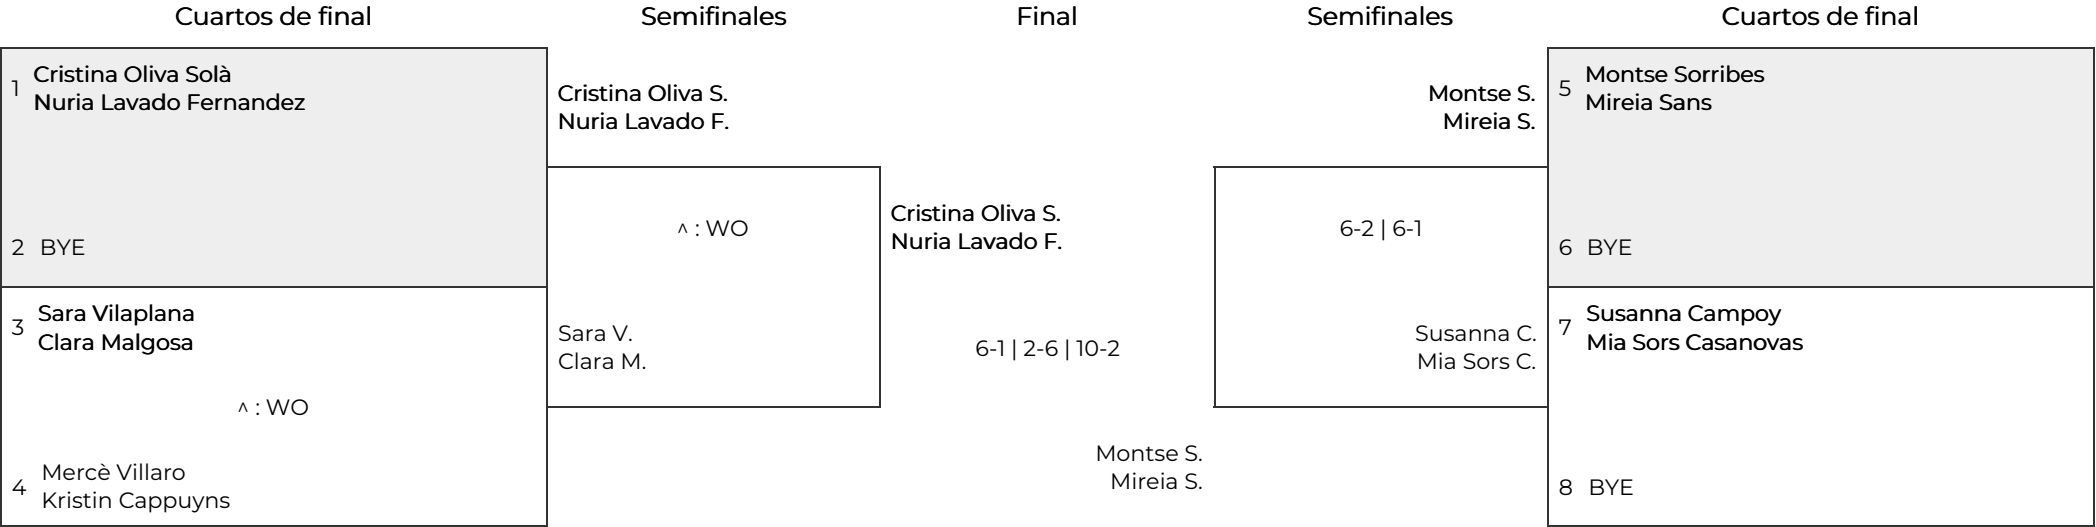 Cuartos de final
Semifinales
Final
Semifinales
Cuartos de final
1
Cristina Oliva Solà
Nuria Lavado Fernandez
2 BYE
3
Sara Vilaplana
Clara Malgosa
^ : WO
4
Mercè Villaro
Kristin Cappuyns
Cristina Oliva S.
Nuria Lavado F.
^ : WO
Sara V.
Clara M.
Cristina Oliva S.
Nuria Lavado F.
6-1 | 2-6 | 10-2
Montse S.
Mireia S.
Montse S.
Mireia S.
6-2 | 6-1
Susanna C.
Mia Sors C.
5
Montse Sorribes
Mireia Sans
6 BYE
7
Susanna Campoy
Mia Sors Casanovas
8 BYE